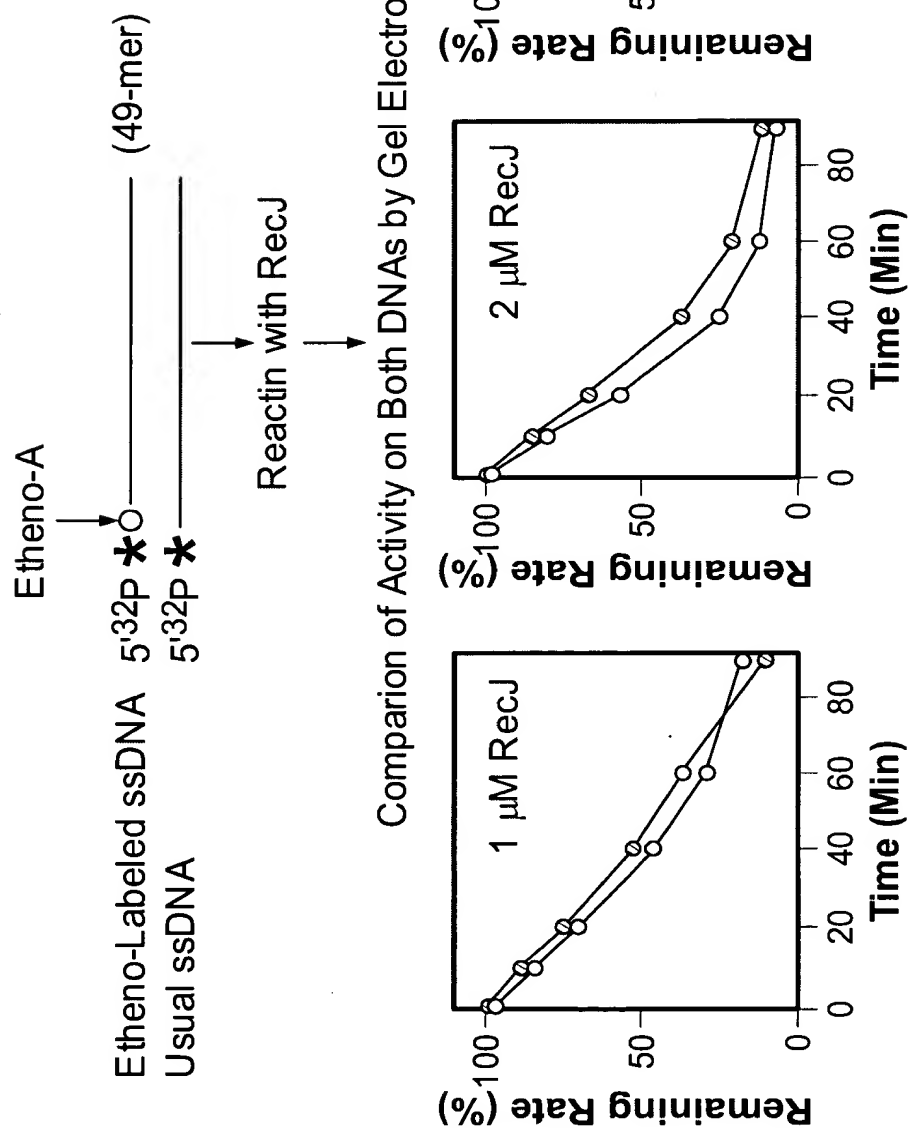 Etheno-A
Etheno-Labeled ssDNA 5'32P * (49-mer)
Usual ssDNA 5'32P *
Reactin with RecJ
Comparion of Activity on Both DNAs by Gel Electro
1 μM RecJ
Remaining Rate (%)
100
50
0
0 20 40 60 80
Time (Min)
2 μM RecJ
Remaining Rate (%)
100
50
0
0 20 40 60 80
Time (Min)
Remaining Rate (%)